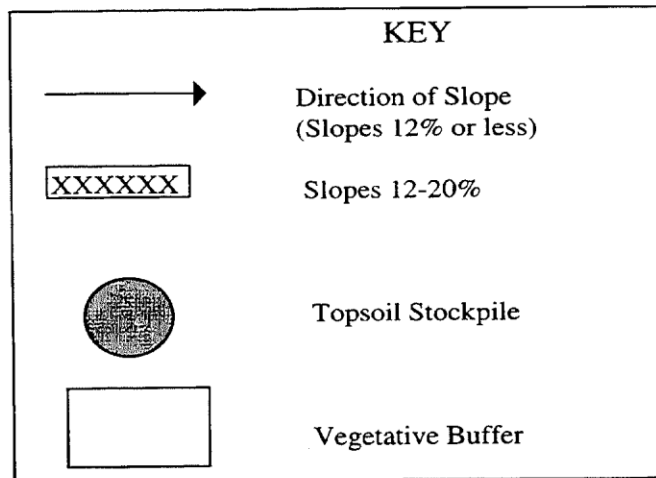 KEY
Direction of Slope
(Slopes 12% or less)
XXXXXX
Slopes 12-20%
Topsoil Stockpile
Vegetative Buffer